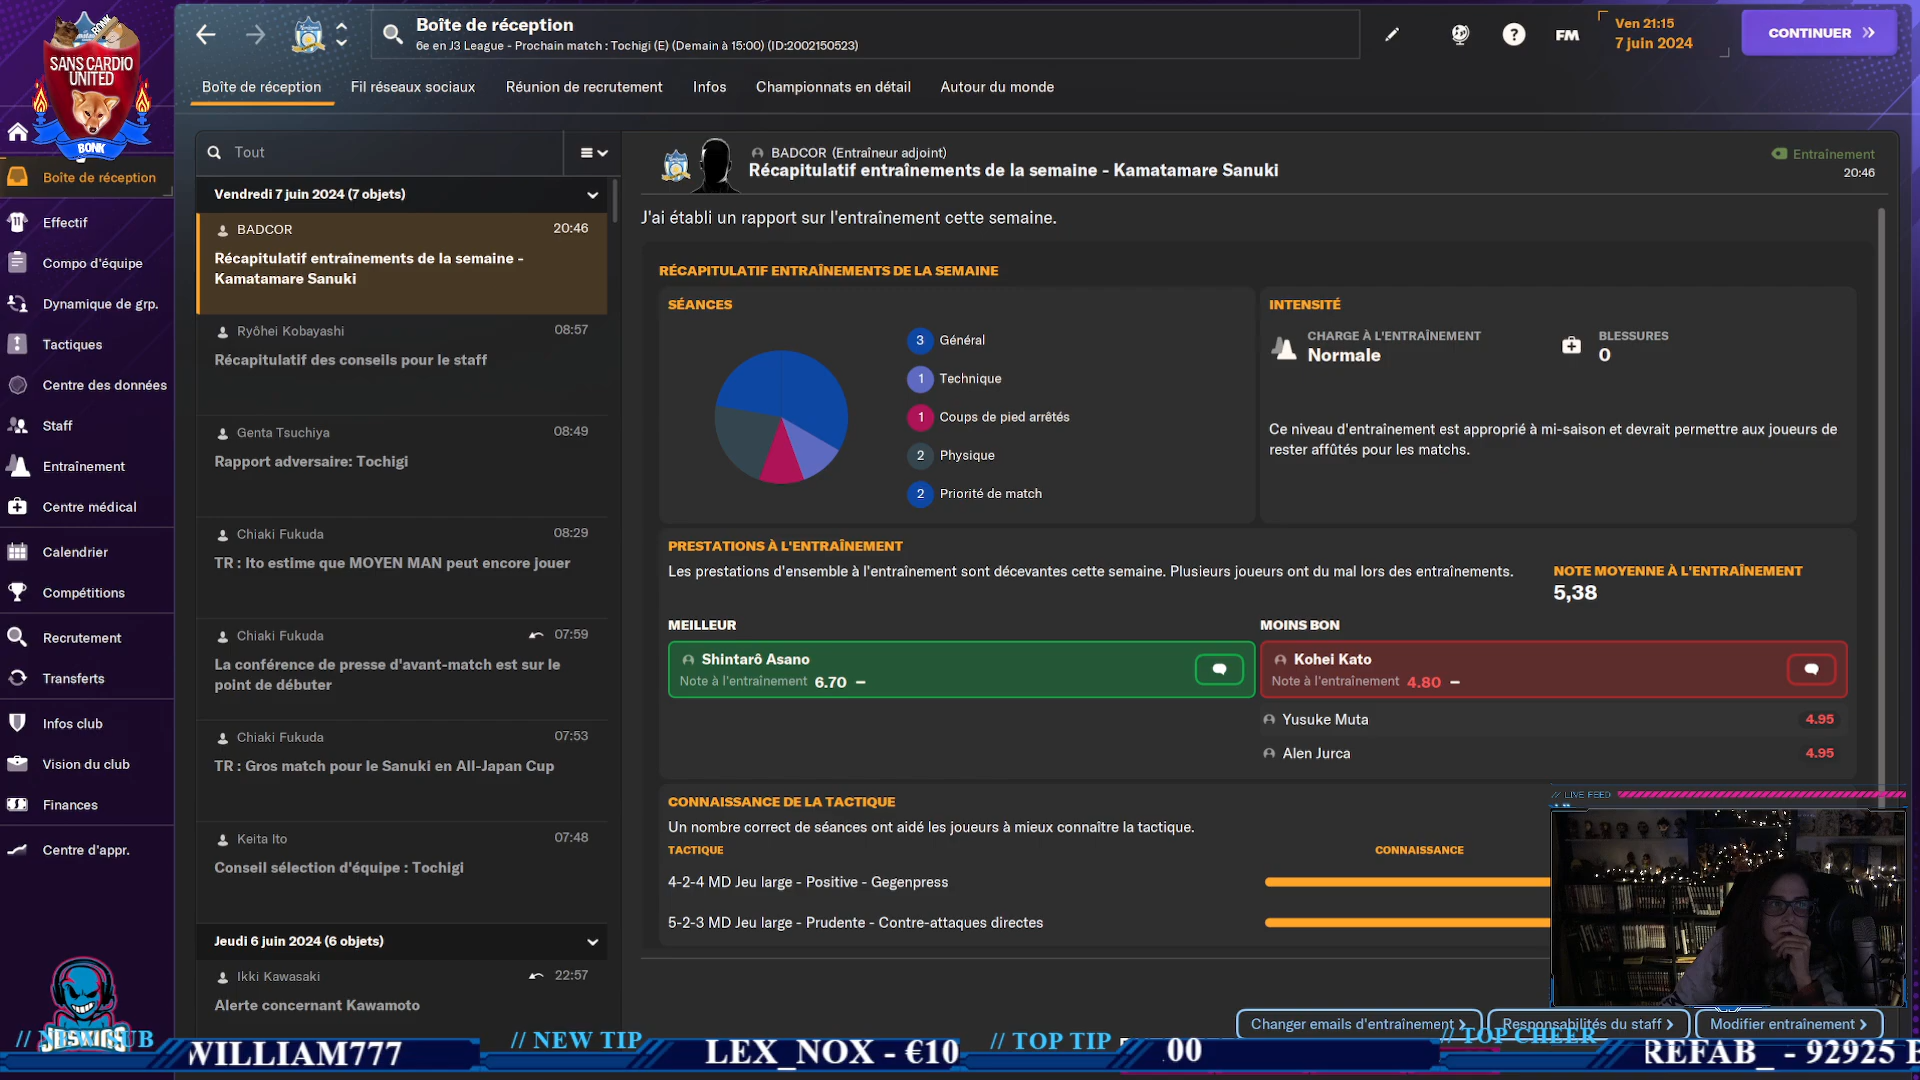 SANS CARDIO
UNITED
BONK
Boîte de réception
6e en J3 League - Prochain match : Tochigi (E) (Demain à 15:00) (ID:2002150523)
FM
Ven 21:15
7 juin 2024
CONTINUER
Boîte de réception
Fil réseaux sociaux
Réunion de recrutement
Infos
Championnats en détail
Autour du monde
Boîte de réception
Effectif
Compo d'équipe
Dynamique de grp.
Tactiques
Centre des données
Staff
Entraînement
Centre médical
Calendrier
Compétitions
Recrutement
Transferts
Infos club
Vision du club
Finances
Centre d'appr.
Tout
Vendredi 7 juin 2024 (7 objets)
BADCOR 20:46
Récapitulatif entraînements de la semaine -
Kamatamare Sanuki
Ryôhei Kobayashi 08:57
Récapitulatif des conseils pour le staff
Genta Tsuchiya 08:49
Rapport adversaire: Tochigi
Chiaki Fukuda 08:29
TR : Ito estime que MOYEN MAN peut encore jouer
Chiaki Fukuda 07:59
La conférence de presse d'avant-match est sur le
point de débuter
Chiaki Fukuda 07:53
TR : Gros match pour le Sanuki en All-Japan Cup
Keita Ito 07:48
Conseil sélection d'équipe : Tochigi
Jeudi 6 juin 2024 (6 objets)
Ikki Kawasaki 22:57
Alerte concernant Kawamoto
BADCOR (Entraîneur adjoint)
Récapitulatif entraînements de la semaine - Kamatamare Sanuki
Entraînement
20:46
J'ai établi un rapport sur l'entraînement cette semaine.
RÉCAPITULATIF ENTRAÎNEMENTS DE LA SEMAINE
SÉANCES
3 Général
1 Technique
1 Coups de pied arrêtés
2 Physique
2 Priorité de match
INTENSITÉ
CHARGE À L'ENTRAÎNEMENT
Normale
BLESSURES
0
Ce niveau d'entraînement est approprié à mi-saison et devrait permettre aux joueurs de
rester affûtés pour les matchs.
PRESTATIONS À L'ENTRAÎNEMENT
Les prestations d'ensemble à l'entraînement sont décevantes cette semaine. Plusieurs joueurs ont du mal lors des entraînements.
NOTE MOYENNE À L'ENTRAÎNEMENT
5,38
MEILLEUR
Shintarô Asano
Note à l'entraînement 6.70 –
MOINS BON
Kohei Kato
Note à l'entraînement 4.80 –
Yusuke Muta 4.95
Alen Jurca 4.95
CONNAISSANCE DE LA TACTIQUE
Un nombre correct de séances ont aidé les joueurs à mieux connaître la tactique.
TACTIQUE CONNAISSANCE
4-2-4 MD Jeu large - Positive - Gegenpress
5-2-3 MD Jeu large - Prudente - Contre-attaques directes
// LIVE FEED
Changer emails d'entraînement
Responsabilités du staff
Modifier entraînement
// NEW SUB
// NEW TIP
// TOP TIP
// TOP CHEER
WILLIAM777
LEX_NOX - €10
00
REFAB_ - 92925 B